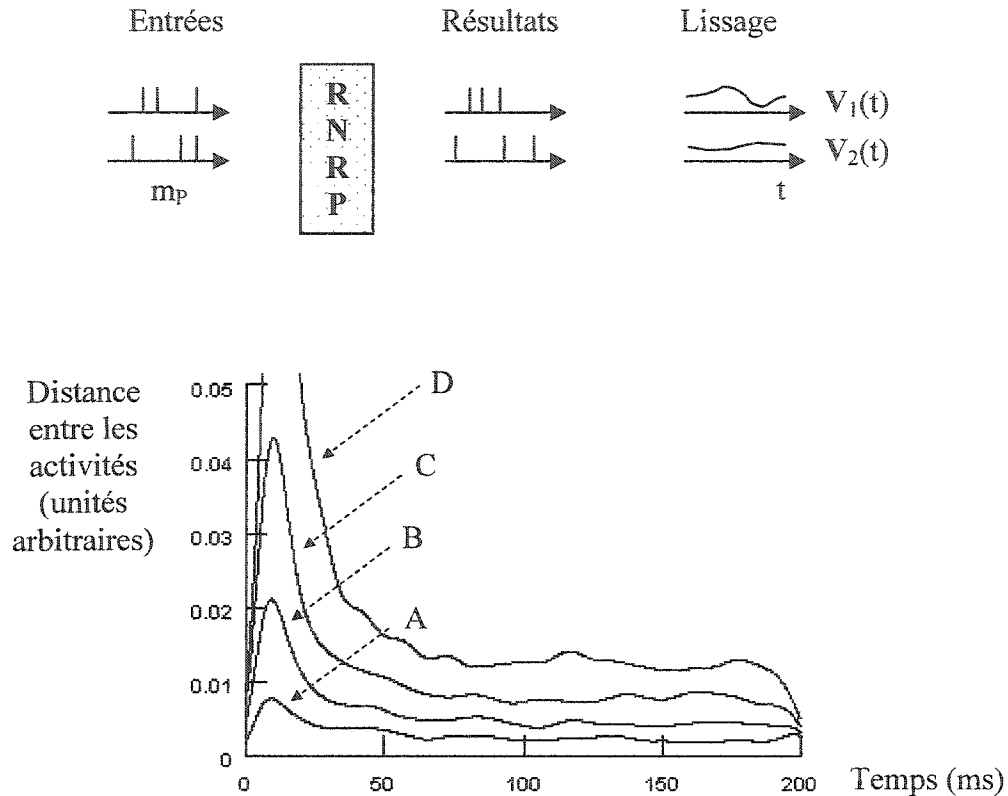 Entrées
Résultats
Lissage
R
N
R
P
V₁(t)
V₂(t)
mₚ
t
Distance
entre les
activités
(unités
arbitraires)
0.05
0.04
0.03
0.02
0.01
0
D
C
B
A
0
50
100
150
200
Temps (ms)